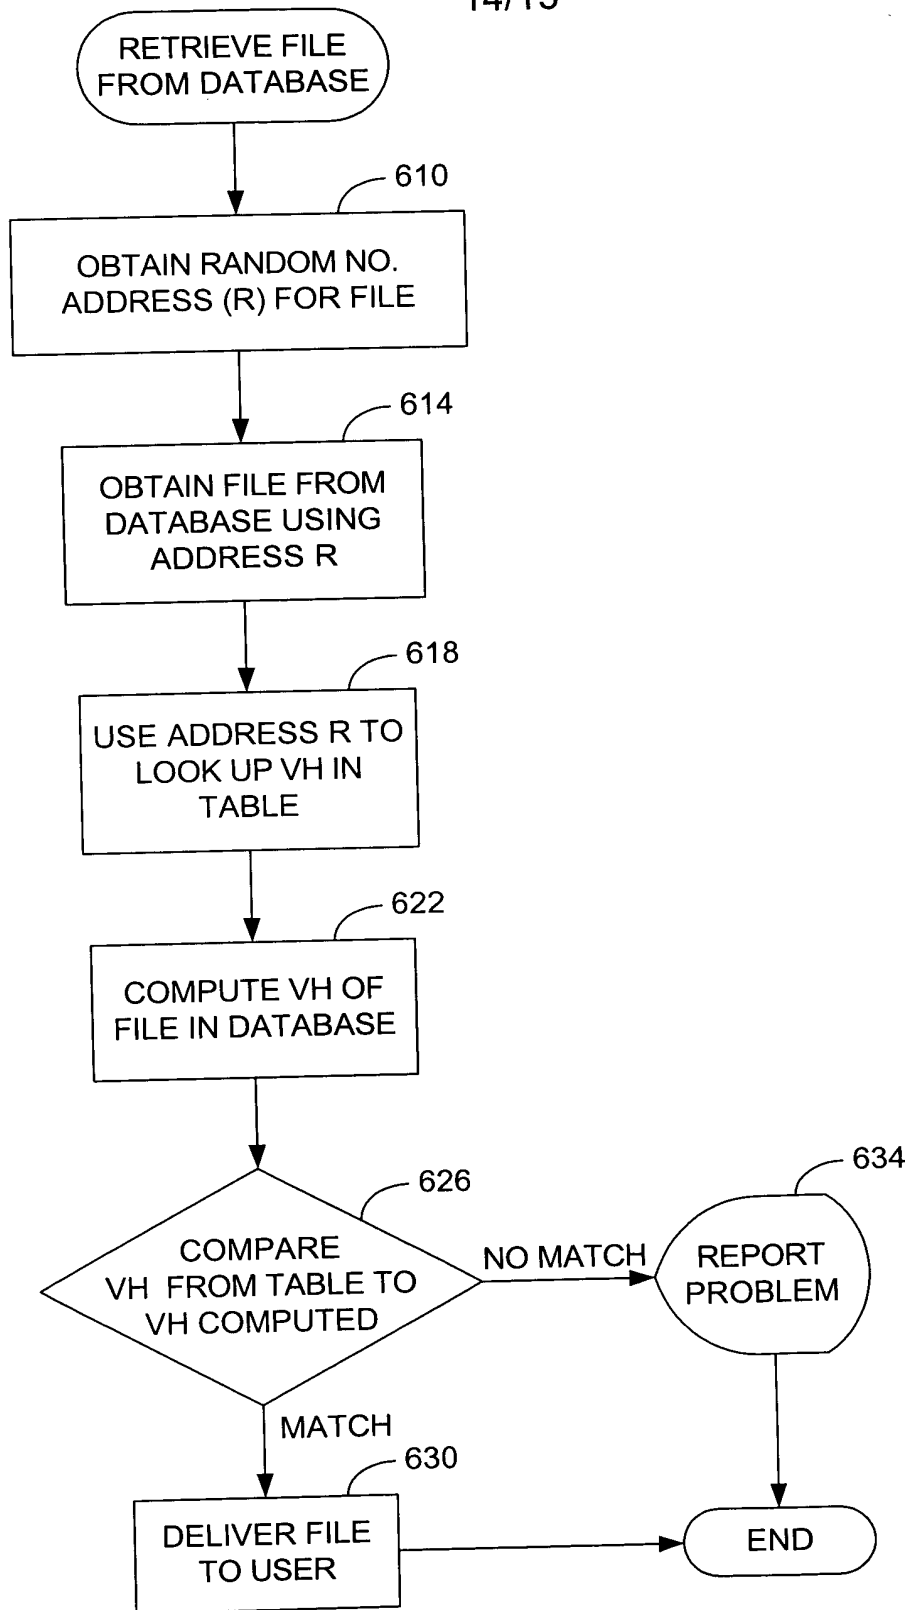 14/15
RETRIEVE FILE
FROM DATABASE
610
OBTAIN RANDOM NO.
ADDRESS (R) FOR FILE
614
OBTAIN FILE FROM
DATABASE USING
ADDRESS R
618
USE ADDRESS R TO
LOOK UP VH IN
TABLE
622
COMPUTE VH OF
FILE IN DATABASE
626
COMPARE
VH FROM TABLE TO
VH COMPUTED
NO MATCH
634
REPORT
PROBLEM
MATCH
630
DELIVER FILE
TO USER
END